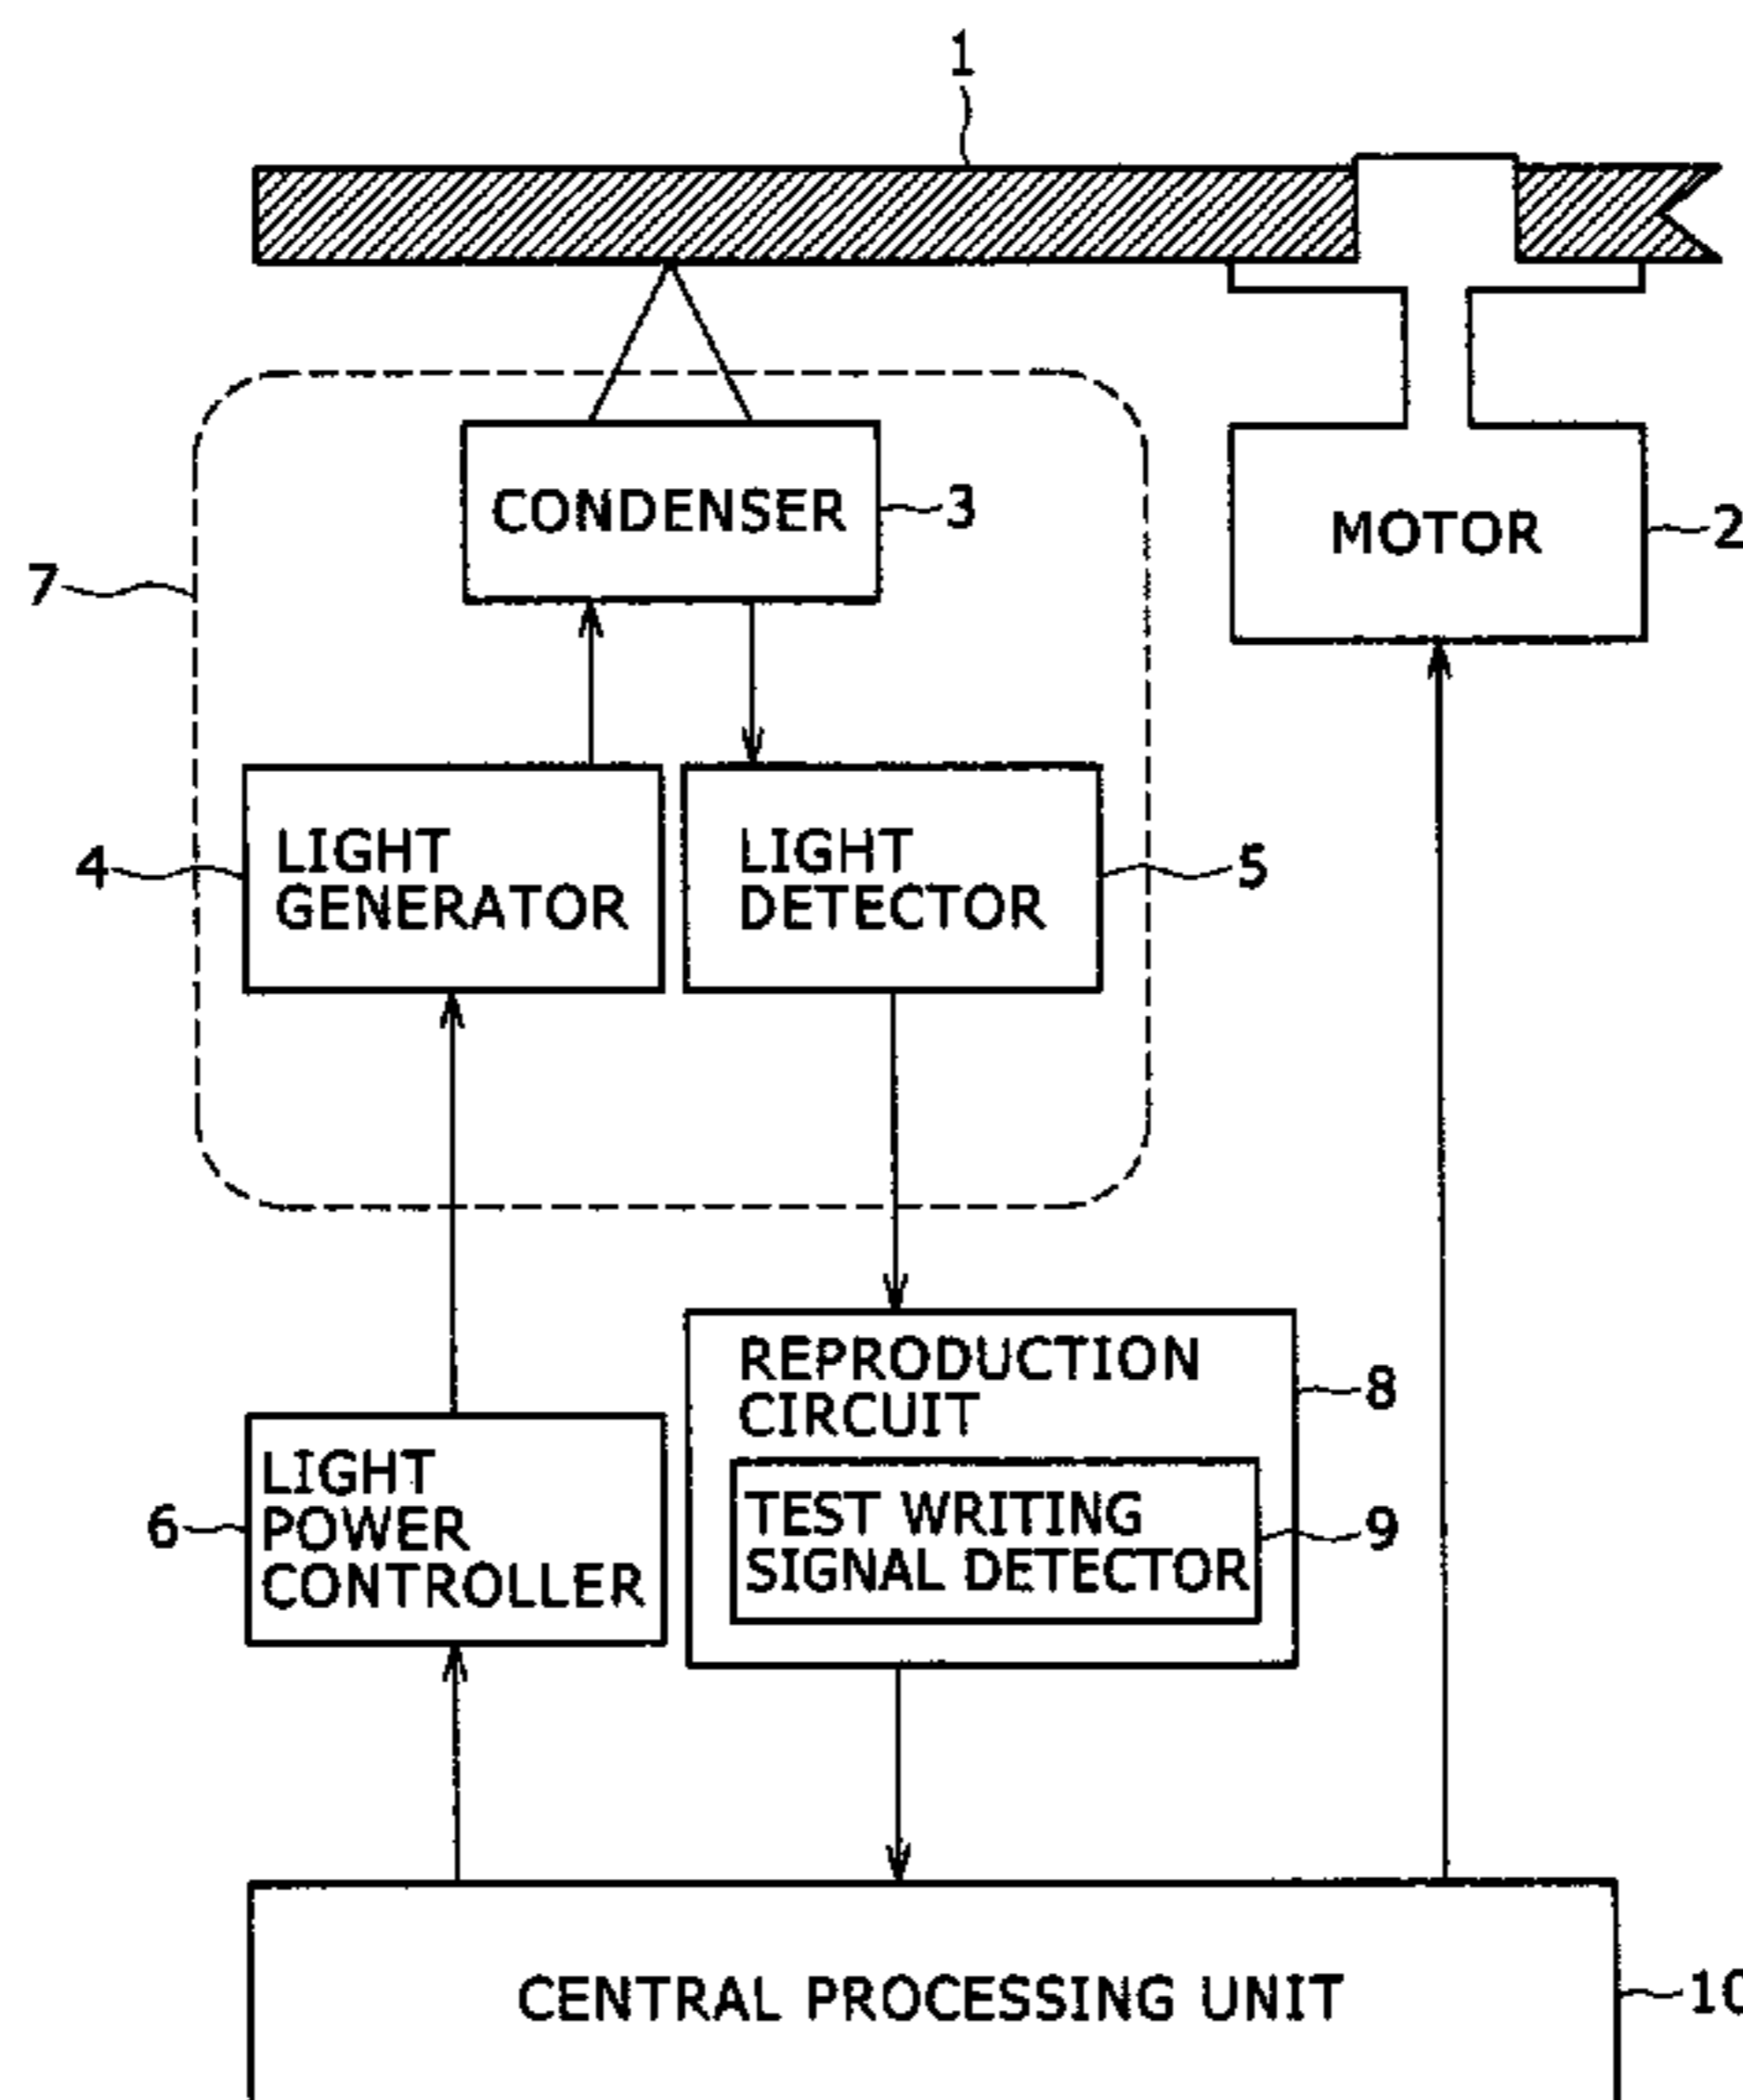 1
CONDENSER
3
MOTOR
2
7
4
LIGHT
GENERATOR
LIGHT
DETECTOR
5
REPRODUCTION
CIRCUIT
8
6
LIGHT
POWER
CONTROLLER
TEST WRITING
SIGNAL DETECTOR
9
CENTRAL PROCESSING UNIT
10